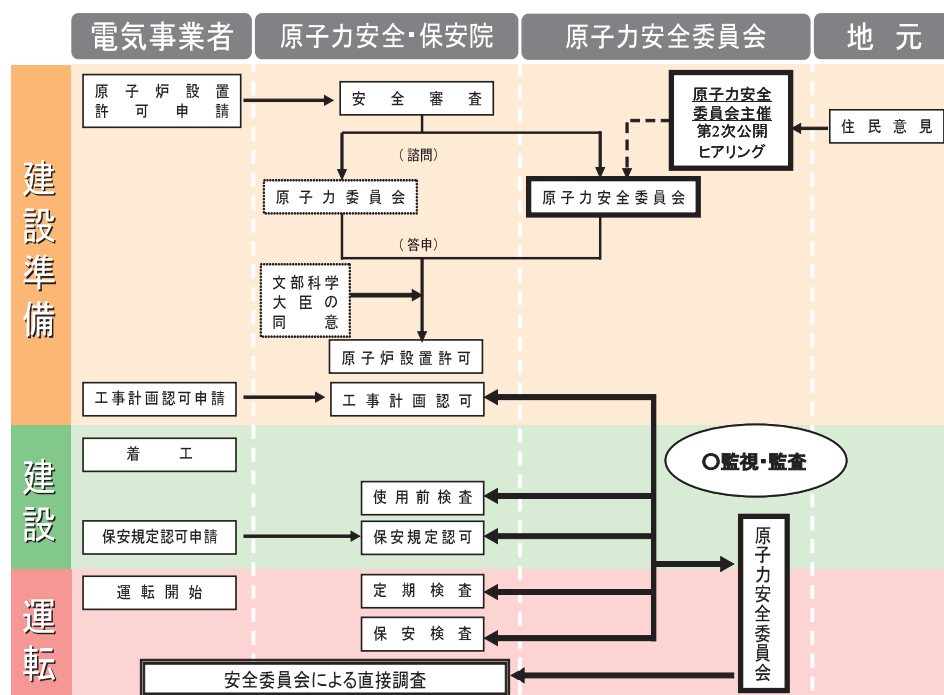 電気事業者
原子力安全・保安院
原子力安全委員会
地元
建設準備
原子炉設置
許可申請
安全審査
原子力安全
委員会主催
第2次公開
ヒアリング
住民意見
(諮問)
原子力委員会
原子力安全委員会
(答申)
文部科学
大臣の
同意
原子炉設置許可
工事計画認可申請
工事計画認可
建設
着工
○監視・監査
使用前検査
保安規定認可申請
保安規定認可
原子力安全委員会
運転
運転開始
定期検査
保安検査
安全委員会による直接調査